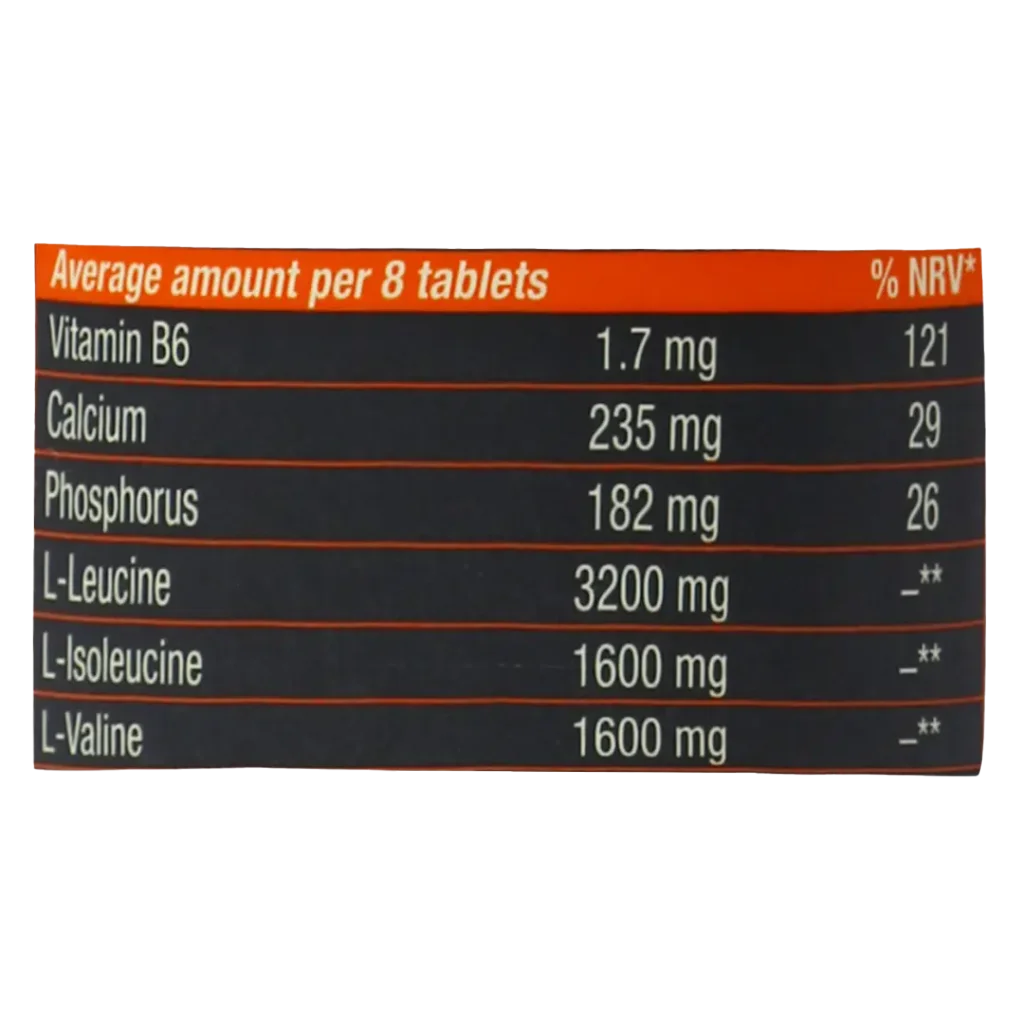 Average amount per 8 tablets % NRV*
Vitamin B6 1.7 mg 121
Calcium 235 mg 29
Phosphorus 182 mg 26
L-Leucine 3200 mg –**
L-Isoleucine 1600 mg –**
L-Valine 1600 mg –**